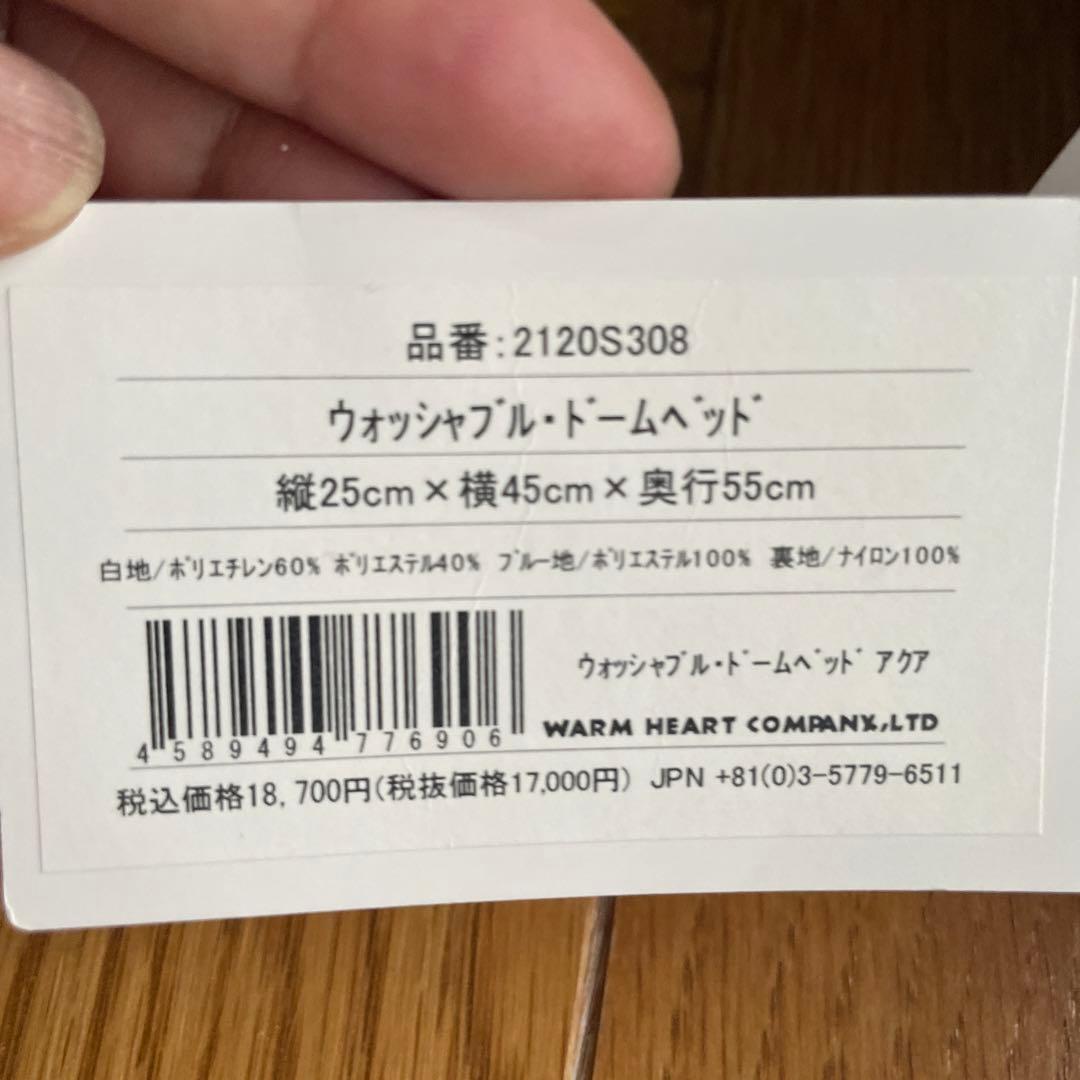 品番:2120S308
ウォッシャブル・ドームベッド
縦25cm×横45cm×奥行55cm
白地/ポリエチレン60% ポリエステル40% ブルー地/ポリエステル100% 裏地/ナイロン100%
4589494776906
ウォッシャブル・ドームベッド アクア
WARM HEART COMPANY,LTD
税込価格18,700円(税抜価格17,000円) JPN +81(0)3-5779-6511